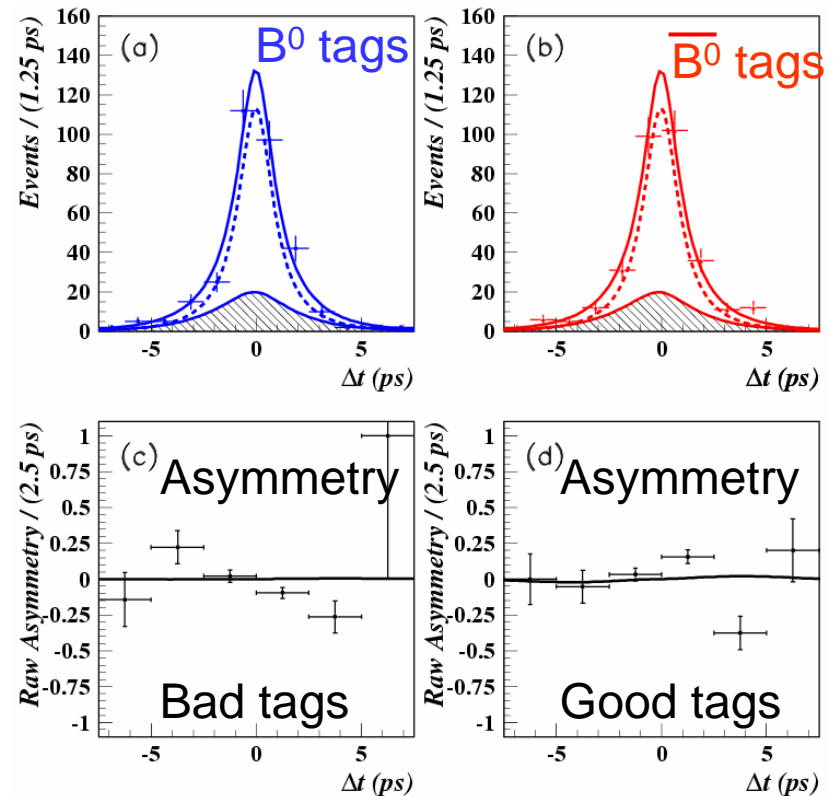 160
140
120
100
80
60
40
20
0
Events / (1.25 ps)
(a)
B⁰ tags
-5
0
5
Δt (ps)
160
140
120
100
80
60
40
20
0
Events / (1.25 ps)
(b)
B̅⁰ tags
-5
0
5
Δt (ps)
1
0.75
0.5
0.25
0
-0.25
-0.5
-0.75
-1
Raw Asymmetry / (2.5 ps)
(c)
Asymmetry
Bad tags
-5
0
5
Δt (ps)
1
0.75
0.5
0.25
0
-0.25
-0.5
-0.75
-1
Raw Asymmetry / (2.5 ps)
(d)
Asymmetry
Good tags
-5
0
5
Δt (ps)